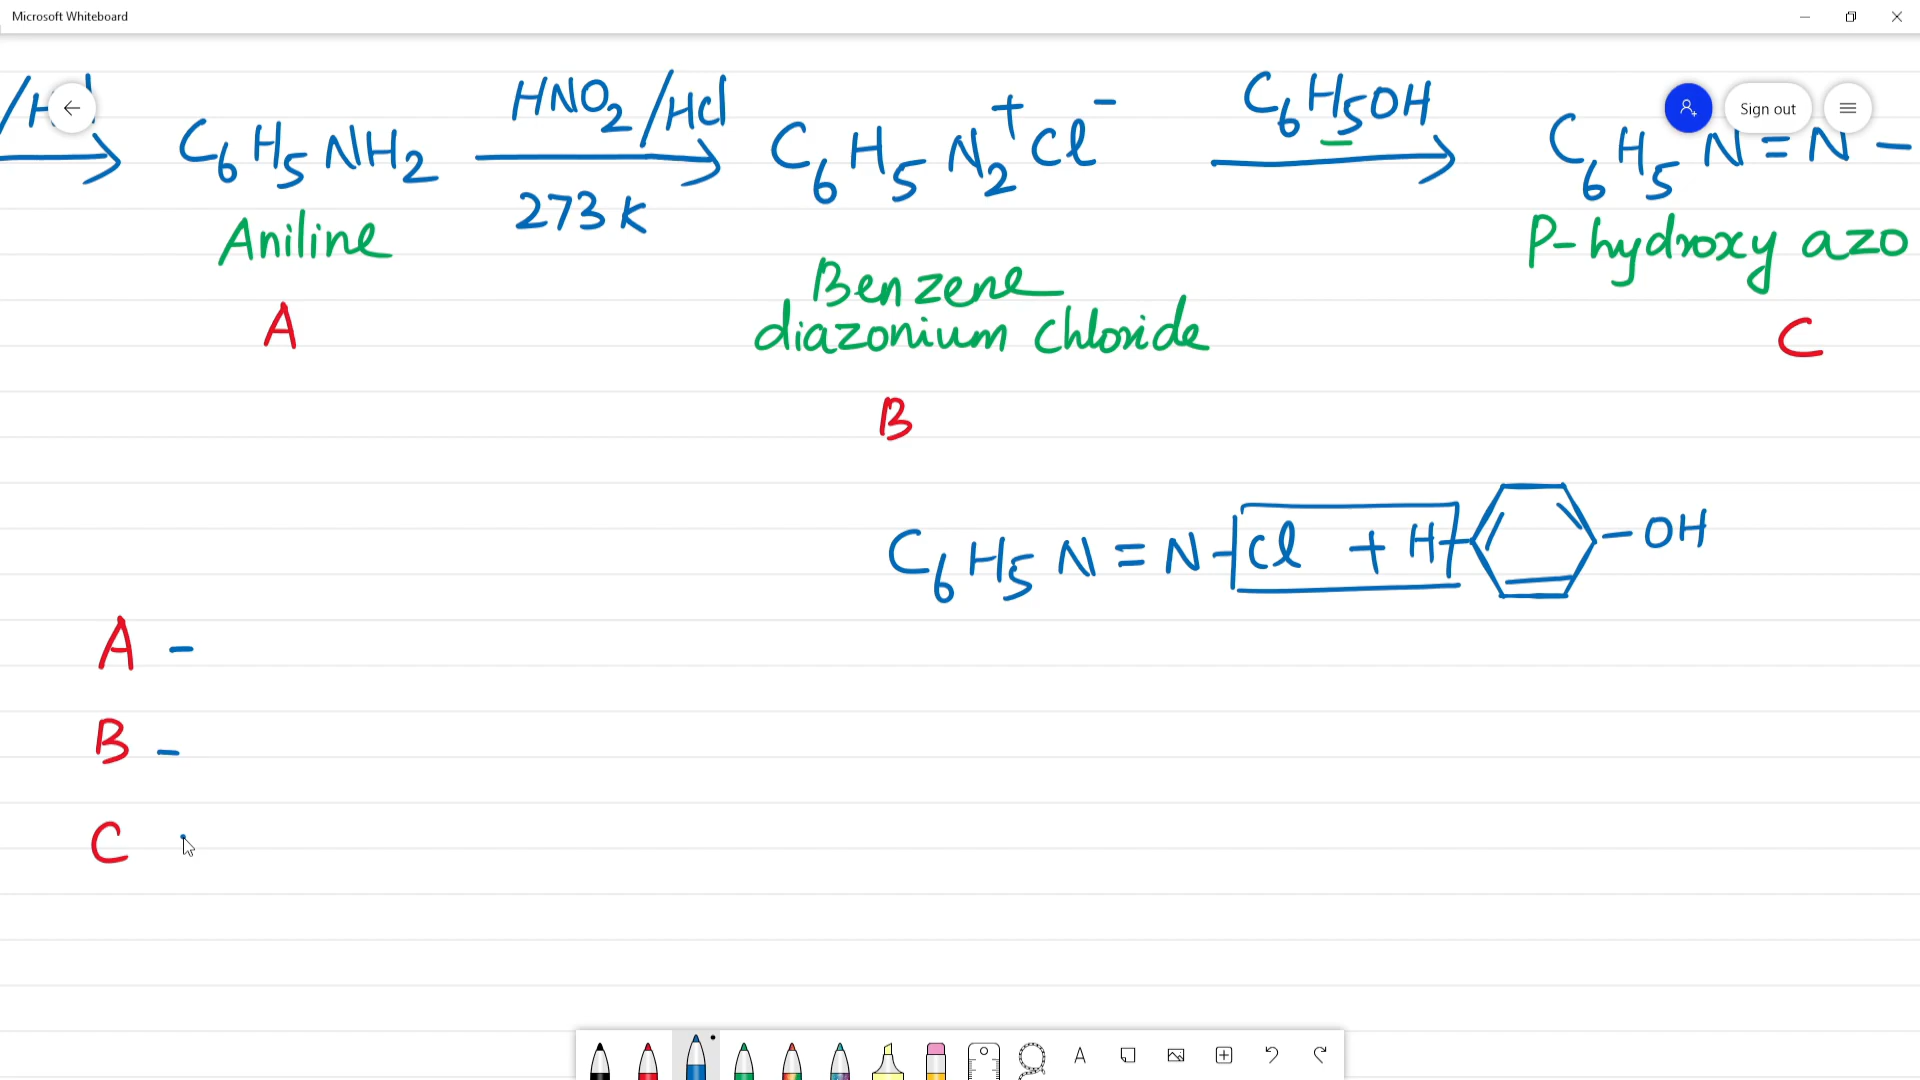 Microsoft Whiteboard
Sign out
HNO2/HCl
C6H5OH
C6H5NH2
C6H5N2+Cl-
C6H5N=N-
273 K
Aniline
P-hydroxy azo
Benzene
diazonium chloride
A
C
B
C6H5N=N-Cl + H-OH
A -
B -
C